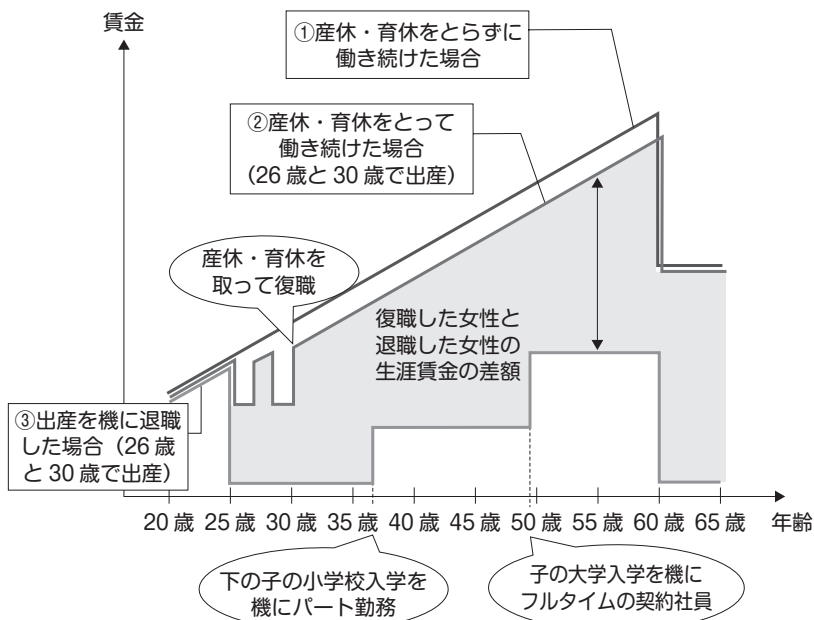 賃金
①産休・育休をとらずに
働き続けた場合
②産休・育休をとって
働き続けた場合
(26 歳と 30 歳で出産)
産休・育休を
取って復職
復職した女性と
退職した女性の
生涯賃金の差額
③出産を機に退職
した場合(26 歳
と 30 歳で出産)
20 歳 25 歳 30 歳 35 歳 40 歳 45 歳 50 歳 55 歳 60 歳 65 歳 年齢
下の子の小学校入学を
機にパート勤務
子の大学入学を機に
フルタイムの契約社員